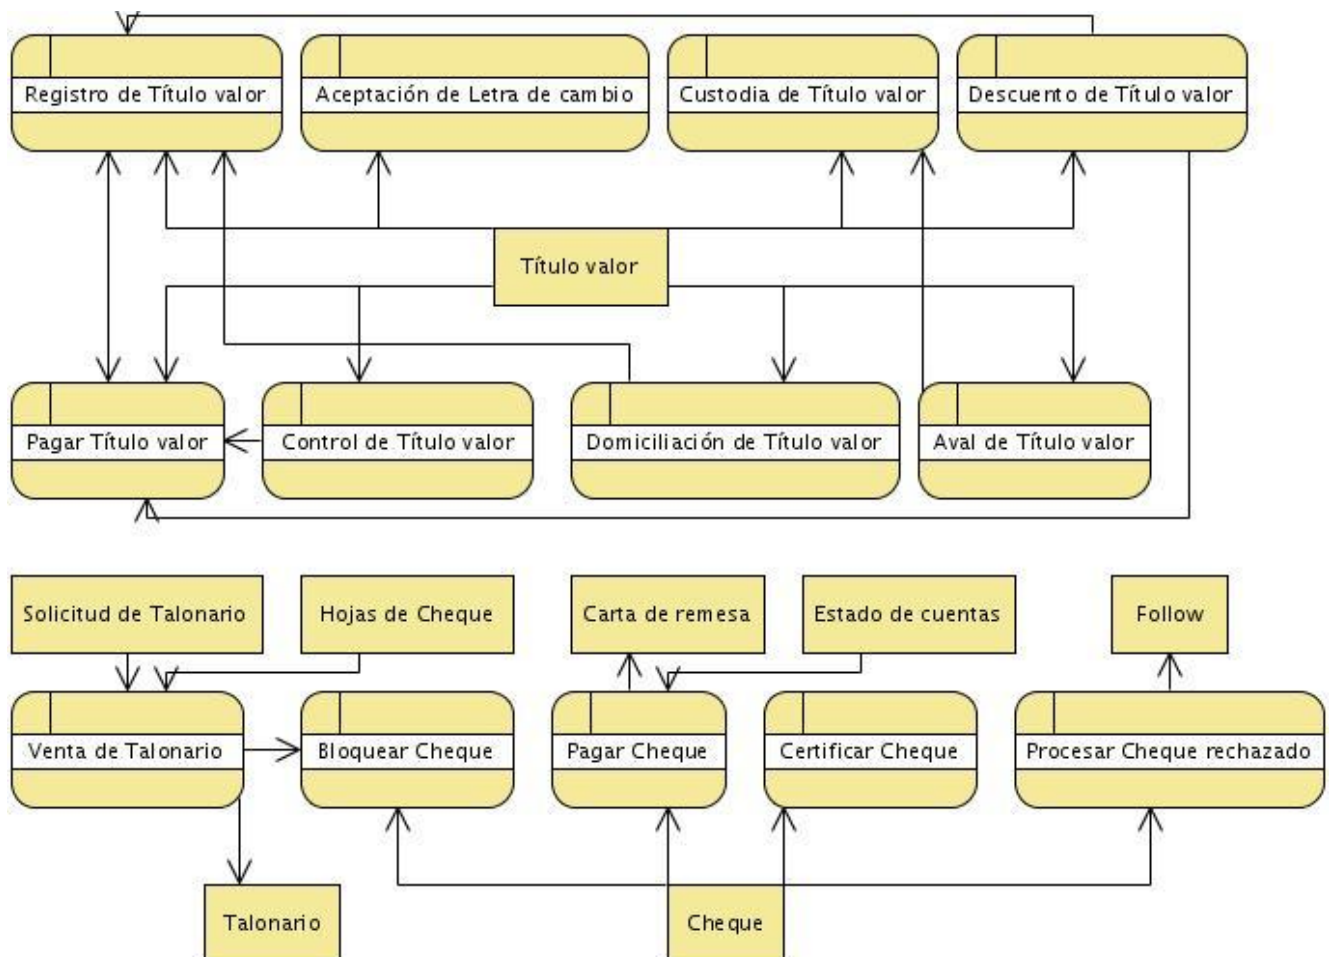 Registro de Título valor
Aceptación de Letra de cambio
Custodia de Título valor
Descuento de Título valor
Título valor
Pagar Título valor
Control de Título valor
Domiciliación de Título valor
Aval de Título valor
Solicitud de Talonario
Hojas de Cheque
Carta de remesa
Estado de cuentas
Follow
Venta de Talonario
Bloquear Cheque
Pagar Cheque
Certificar Cheque
Procesar Cheque rechazado
Talonario
Cheque